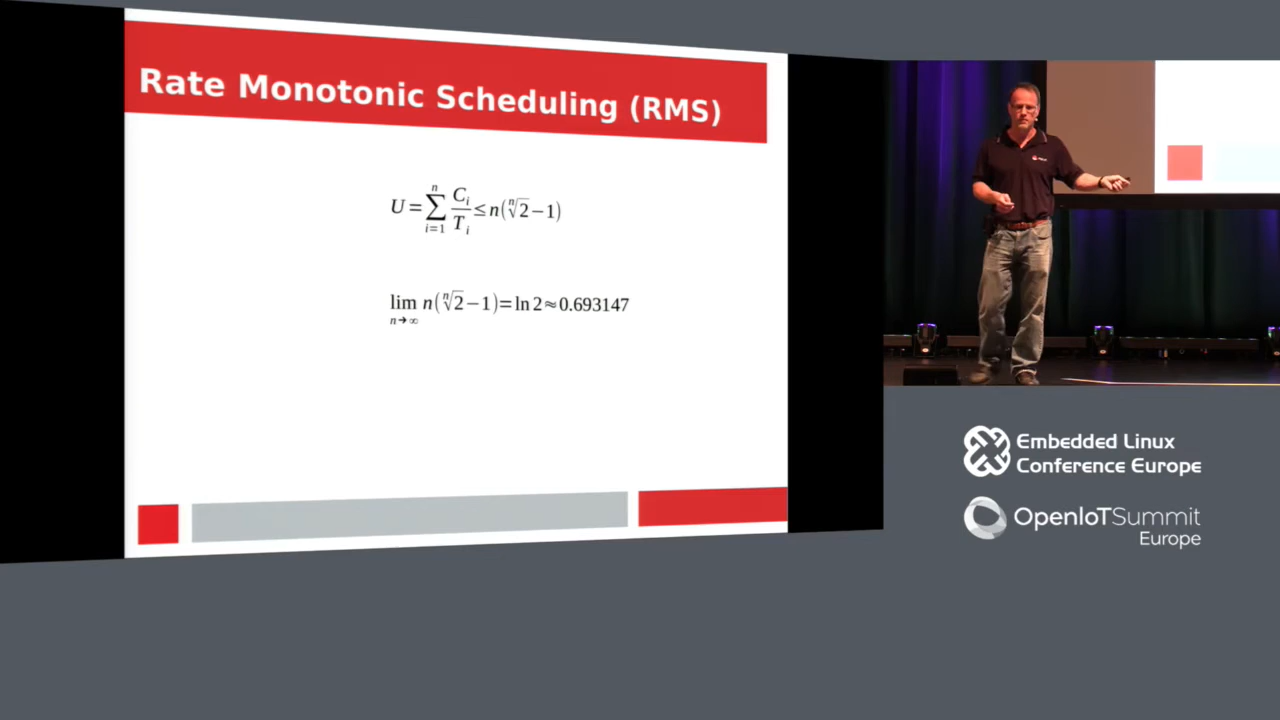 Rate Monotonic Scheduling (RMS)
U = ∑_{i=1}^{n} C_i / T_i ≤ n(ⁿ√2 − 1)
lim_{n→∞} n(ⁿ√2 − 1) = ln 2 ≈ 0.693147
Embedded Linux
Conference Europe
OpenIoTSummit
Europe